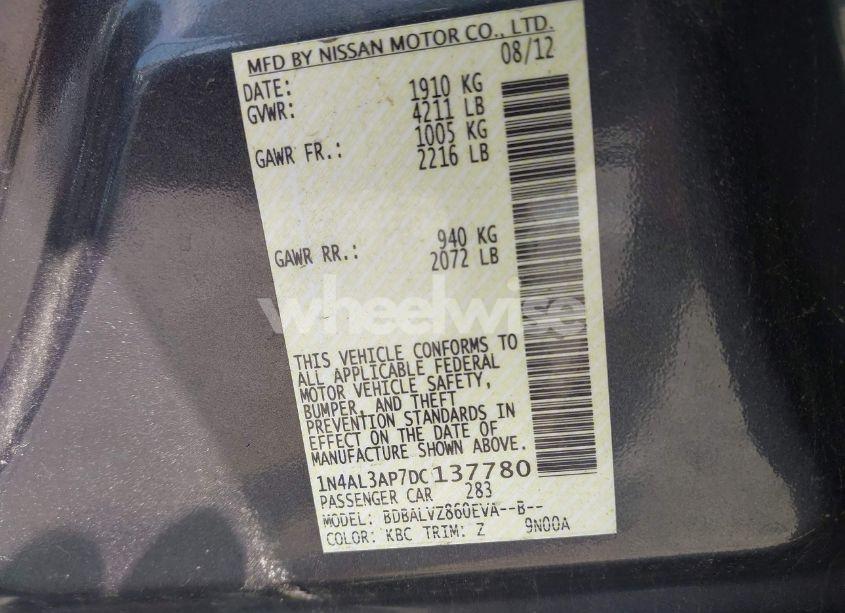 MFD BY NISSAN MOTOR CO., LTD.
DATE: 08/12
GVWR: 1910 KG
4211 LB
GAWR FR.: 1005 KG
2216 LB
GAWR RR.: 940 KG
2072 LB
wheelwise
THIS VEHICLE CONFORMS TO
ALL APPLICABLE FEDERAL
MOTOR VEHICLE SAFETY,
BUMPER, AND THEFT
PREVENTION STANDARDS IN
EFFECT ON THE DATE OF
MANUFACTURE SHOWN ABOVE.
1N4AL3AP7DC137780
PASSENGER CAR 283
MODEL: BDBALVZ860EVA--B--
COLOR: KBC TRIM: Z 9N00A